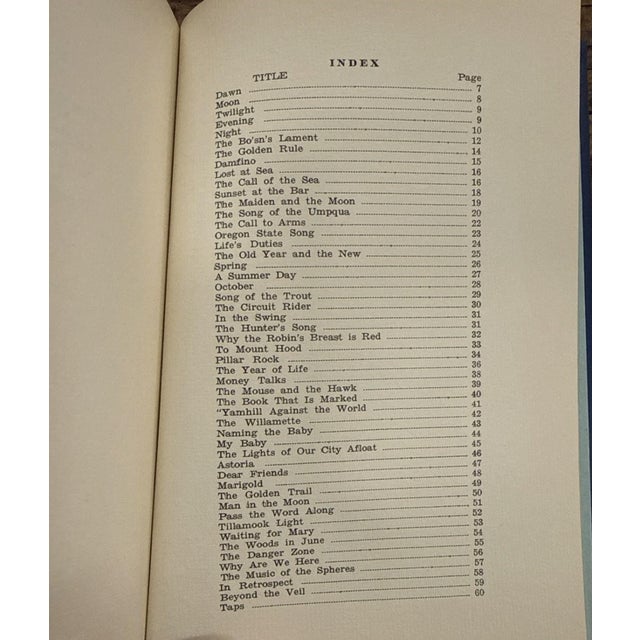 INDEX
TITLE Page
Dawn 7
Moon 8
Twilight 9
Evening 9
Night 10
The Bo'sn's Lament 12
The Golden Rule 14
Damfino 15
Lost at Sea 16
The Call of the Sea 16
Sunset at the Bar 18
The Maiden and the Moon 19
The Song of the Umpqua 20
The Call to Arms 22
Oregon State Song 23
Life's Duties 24
The Old Year and the New 25
Spring 26
A Summer Day 27
October 28
Song of the Trout 29
The Circuit Rider 30
In the Swing 31
The Hunter's Song 31
Why the Robin's Breast is Red 32
To Mount Hood 33
Pillar Rock 34
The Year of Life 36
Money Talks 38
The Mouse and the Hawk 39
The Book That Is Marked 40
"Yamhill Against the World 41
The Willamette 42
Naming the Baby 43
My Baby 44
The Lights of Our City Afloat 45
Astoria 46
Dear Friends 47
Marigold 48
The Golden Trail 49
Man in the Moon 50
Pass the Word Along 51
Tillamook Light 52
Waiting for Mary 53
The Woods in June 54
The Danger Zone 55
Why Are We Here 56
The Music of the Spheres 57
In Retrospect 58
Beyond the Veil 59
Taps 60